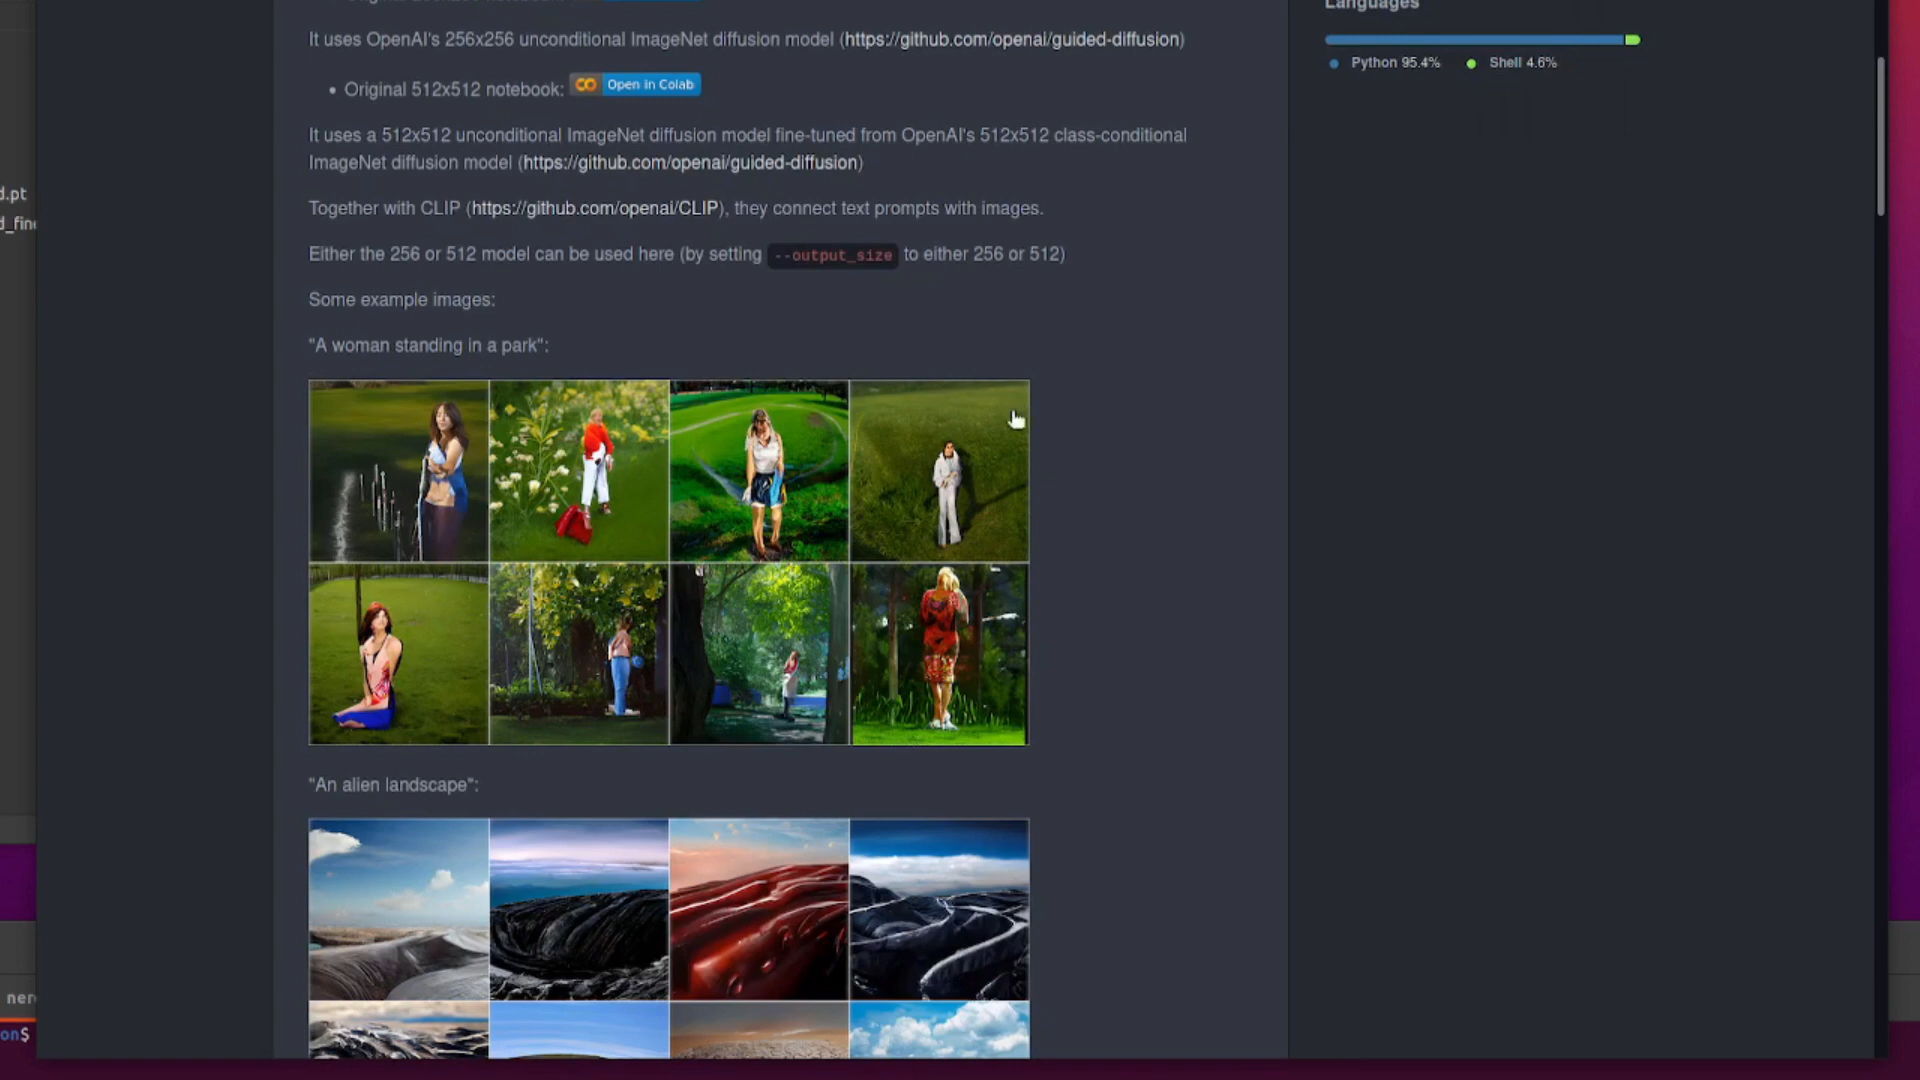 Languages
It uses OpenAI's 256x256 unconditional ImageNet diffusion model (https://github.com/openai/guided-diffusion)
Python 95.4% Shell 4.6%
• Original 512x512 notebook: Open in Colab
It uses a 512x512 unconditional ImageNet diffusion model fine-tuned from OpenAI's 512x512 class-conditional
ImageNet diffusion model (https://github.com/openai/guided-diffusion)
d.pt
Together with CLIP (https://github.com/openai/CLIP), they connect text prompts with images.
d_fine
Either the 256 or 512 model can be used here (by setting --output_size to either 256 or 512)
Some example images:
"A woman standing in a park":
"An alien landscape":
on$